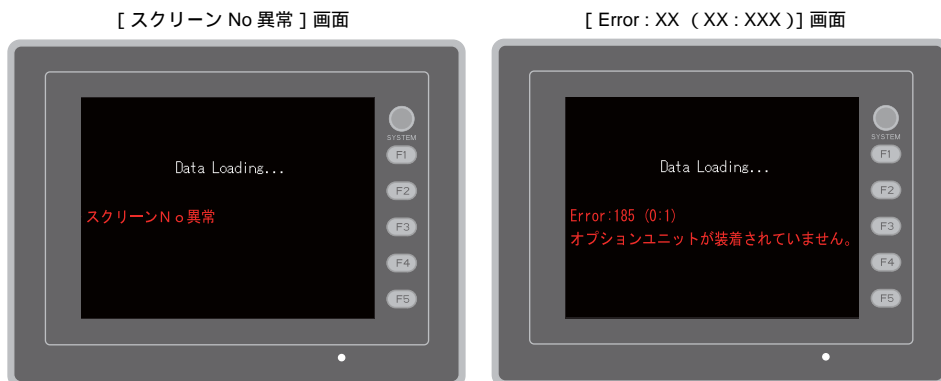 [ スクリーン No 異常 ] 画面
Data Loading...
スクリーンＮｏ異常
SYSTEM
F1
F2
F3
F4
F5
[ Error : XX （ XX : XXX )] 画面
Data Loading...
Error:185 (0:1)
オプションユニットが装着されていません。
SYSTEM
F1
F2
F3
F4
F5